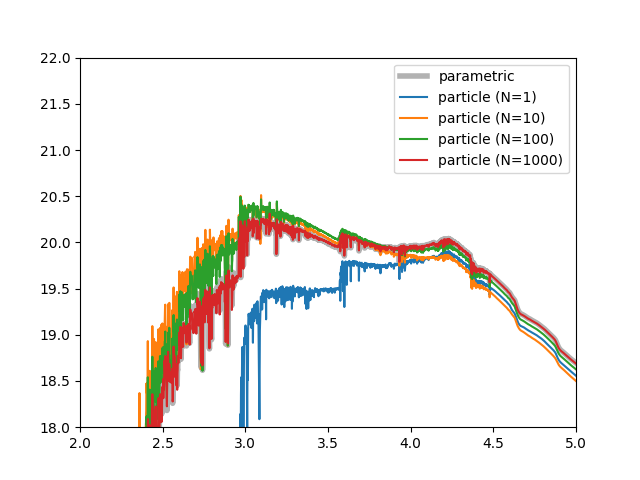 22.0
21.5
21.0
20.5
20.0
19.5
19.0
18.5
18.0
2.0 2.5 3.0 3.5 4.0 4.5 5.0
parametric
particle (N=1)
particle (N=10)
particle (N=100)
particle (N=1000)